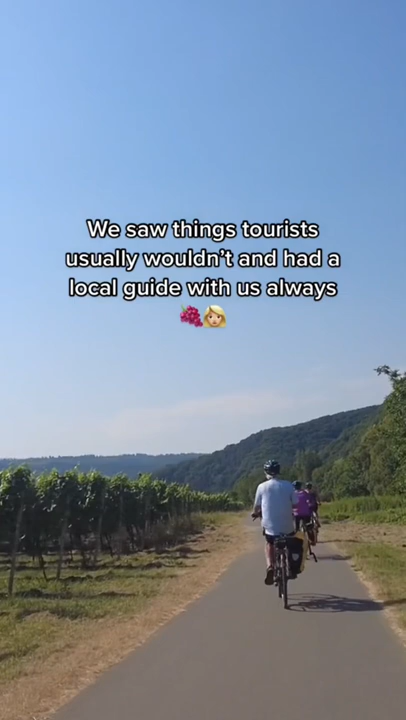 We saw things tourists
usually wouldn't and had a
local guide with us always
🍇👩🏼